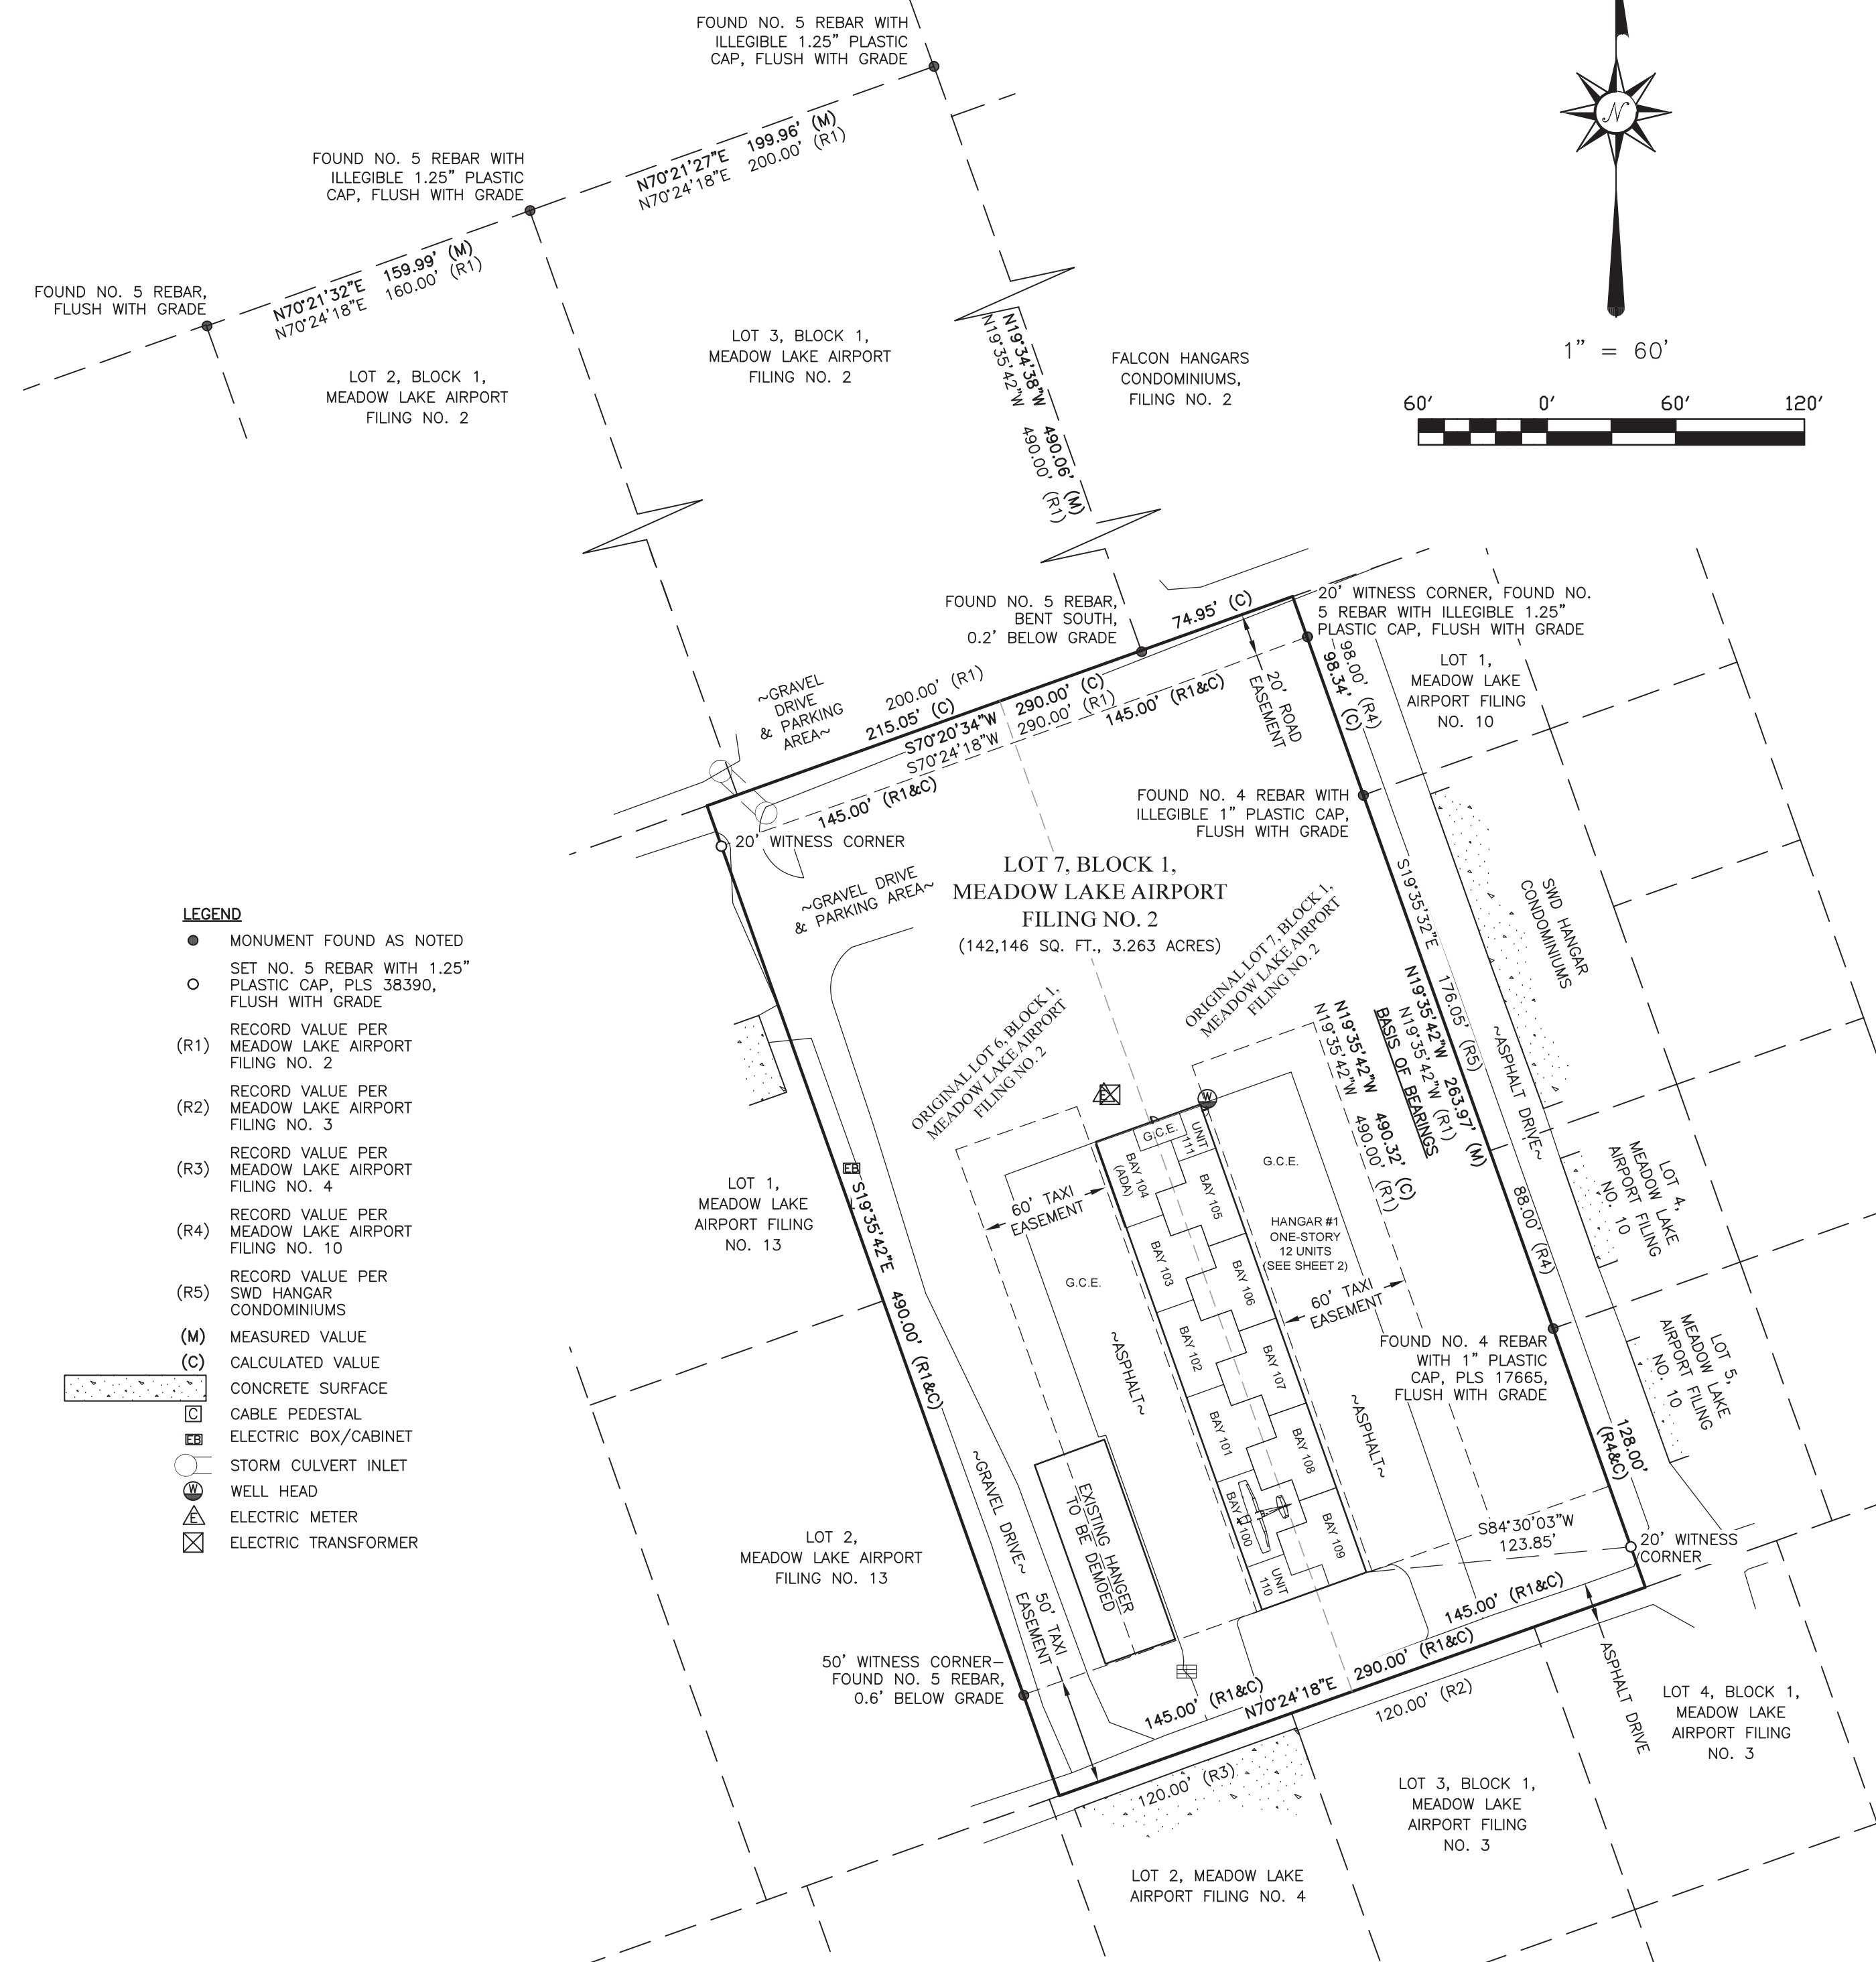 FOUND NO. 5 REBAR WITH
ILLEGIBLE 1.25" PLASTIC
CAP, FLUSH WITH GRADE
N
1" = 60'
60' 0' 60' 120'
FOUND NO. 5 REBAR WITH
ILLEGIBLE 1.25" PLASTIC
CAP, FLUSH WITH GRADE
N70°21'27"E 199.96' (M)
N70°24'18"E 200.00' (R1)
FOUND NO. 5 REBAR,
FLUSH WITH GRADE
N70°21'32"E 159.99' (M)
N70°24'18"E 160.00' (R1)
LOT 2, BLOCK 1,
MEADOW LAKE AIRPORT
FILING NO. 2
LOT 3, BLOCK 1,
MEADOW LAKE AIRPORT
FILING NO. 2
N19°34'38"W 490.06' (M)
N19°35'42"W 490.00' (R1)
FALCON HANGARS
CONDOMINIUMS,
FILING NO. 2
FOUND NO. 5 REBAR,
BENT SOUTH,
0.2' BELOW GRADE
74.95' (C)
20' WITNESS CORNER, FOUND NO.
5 REBAR WITH ILLEGIBLE 1.25"
PLASTIC CAP, FLUSH WITH GRADE
98.00' (R4)
98.34' (C)
LOT 1,
MEADOW LAKE
AIRPORT FILING
NO. 10
~GRAVEL
DRIVE
& PARKING
AREA~
200.00' (R1)
215.05' (C)
S70°20'34"W 290.00' (C)
S70°24'18"W 290.00' (R1)
145.00' (R1&C)
145.00' (R1&C)
20' ROAD
EASEMENT
20' WITNESS CORNER
FOUND NO. 4 REBAR WITH
ILLEGIBLE 1" PLASTIC CAP,
FLUSH WITH GRADE
~GRAVEL DRIVE
& PARKING AREA~
LOT 7, BLOCK 1,
MEADOW LAKE AIRPORT
FILING NO. 2
(142,146 SQ. FT., 3.263 ACRES)
ORIGINAL LOT 6, BLOCK 1,
MEADOW LAKE AIRPORT
FILING NO. 2
ORIGINAL LOT 7, BLOCK 1,
MEADOW LAKE AIRPORT
FILING NO. 2
S19°35'32"E 176.05' (R5)
N19°35'42"W 263.97' (M)
N19°35'42"W (R1)
BASIS OF BEARINGS
N19°35'42"W 490.32' (C)
N19°35'42"W 490.00' (R1)
SWD HANGAR
CONDOMINIUMS
~ASPHALT DRIVE~
88.00' (R4)
LOT 4,
MEADOW LAKE
AIRPORT FILING
NO. 10
LOT 5,
MEADOW LAKE
AIRPORT FILING
NO. 10
LEGEND
MONUMENT FOUND AS NOTED
SET NO. 5 REBAR WITH 1.25"
PLASTIC CAP, PLS 38390,
FLUSH WITH GRADE
(R1) RECORD VALUE PER
MEADOW LAKE AIRPORT
FILING NO. 2
(R2) RECORD VALUE PER
MEADOW LAKE AIRPORT
FILING NO. 3
(R3) RECORD VALUE PER
MEADOW LAKE AIRPORT
FILING NO. 4
(R4) RECORD VALUE PER
MEADOW LAKE AIRPORT
FILING NO. 10
(R5) RECORD VALUE PER
SWD HANGAR
CONDOMINIUMS
(M) MEASURED VALUE
(C) CALCULATED VALUE
CONCRETE SURFACE
C CABLE PEDESTAL
EB ELECTRIC BOX/CABINET
STORM CULVERT INLET
W WELL HEAD
E ELECTRIC METER
ELECTRIC TRANSFORMER
LOT 1,
MEADOW LAKE
AIRPORT FILING
NO. 13
EB
S19°35'42"E 490.00' (R1&C)
E
W
G.C.E.
UNIT
111
BAY 104
(ADA)
BAY 105
G.C.E.
60' TAXI
EASEMENT
G.C.E.
BAY 103
BAY 106
HANGAR #1
ONE-STORY
12 UNITS
(SEE SHEET 2)
60' TAXI
EASEMENT
BAY 102
BAY 107
~ASPHALT~
~ASPHALT~
BAY 101
BAY 108
BAY 100
BAY 109
UNIT
110
FOUND NO. 4 REBAR
WITH 1" PLASTIC
CAP, PLS 17665,
FLUSH WITH GRADE
128.00'
(R4&C)
S84°30'03"W
123.85'
20' WITNESS
CORNER
LOT 2,
MEADOW LAKE AIRPORT
FILING NO. 13
~GRAVEL DRIVE~
EXISTING HANGER
TO BE DEMOED
50' TAXI
EASEMENT
50' WITNESS CORNER-
FOUND NO. 5 REBAR,
0.6' BELOW GRADE
145.00' (R1&C)
145.00' (R1&C)
N70°24'18"E 290.00' (R1&C)
120.00' (R2)
120.00' (R3)
ASPHALT DRIVE
LOT 4, BLOCK 1,
MEADOW LAKE
AIRPORT FILING
NO. 3
LOT 3, BLOCK 1,
MEADOW LAKE
AIRPORT FILING
NO. 3
LOT 2, MEADOW LAKE
AIRPORT FILING NO. 4